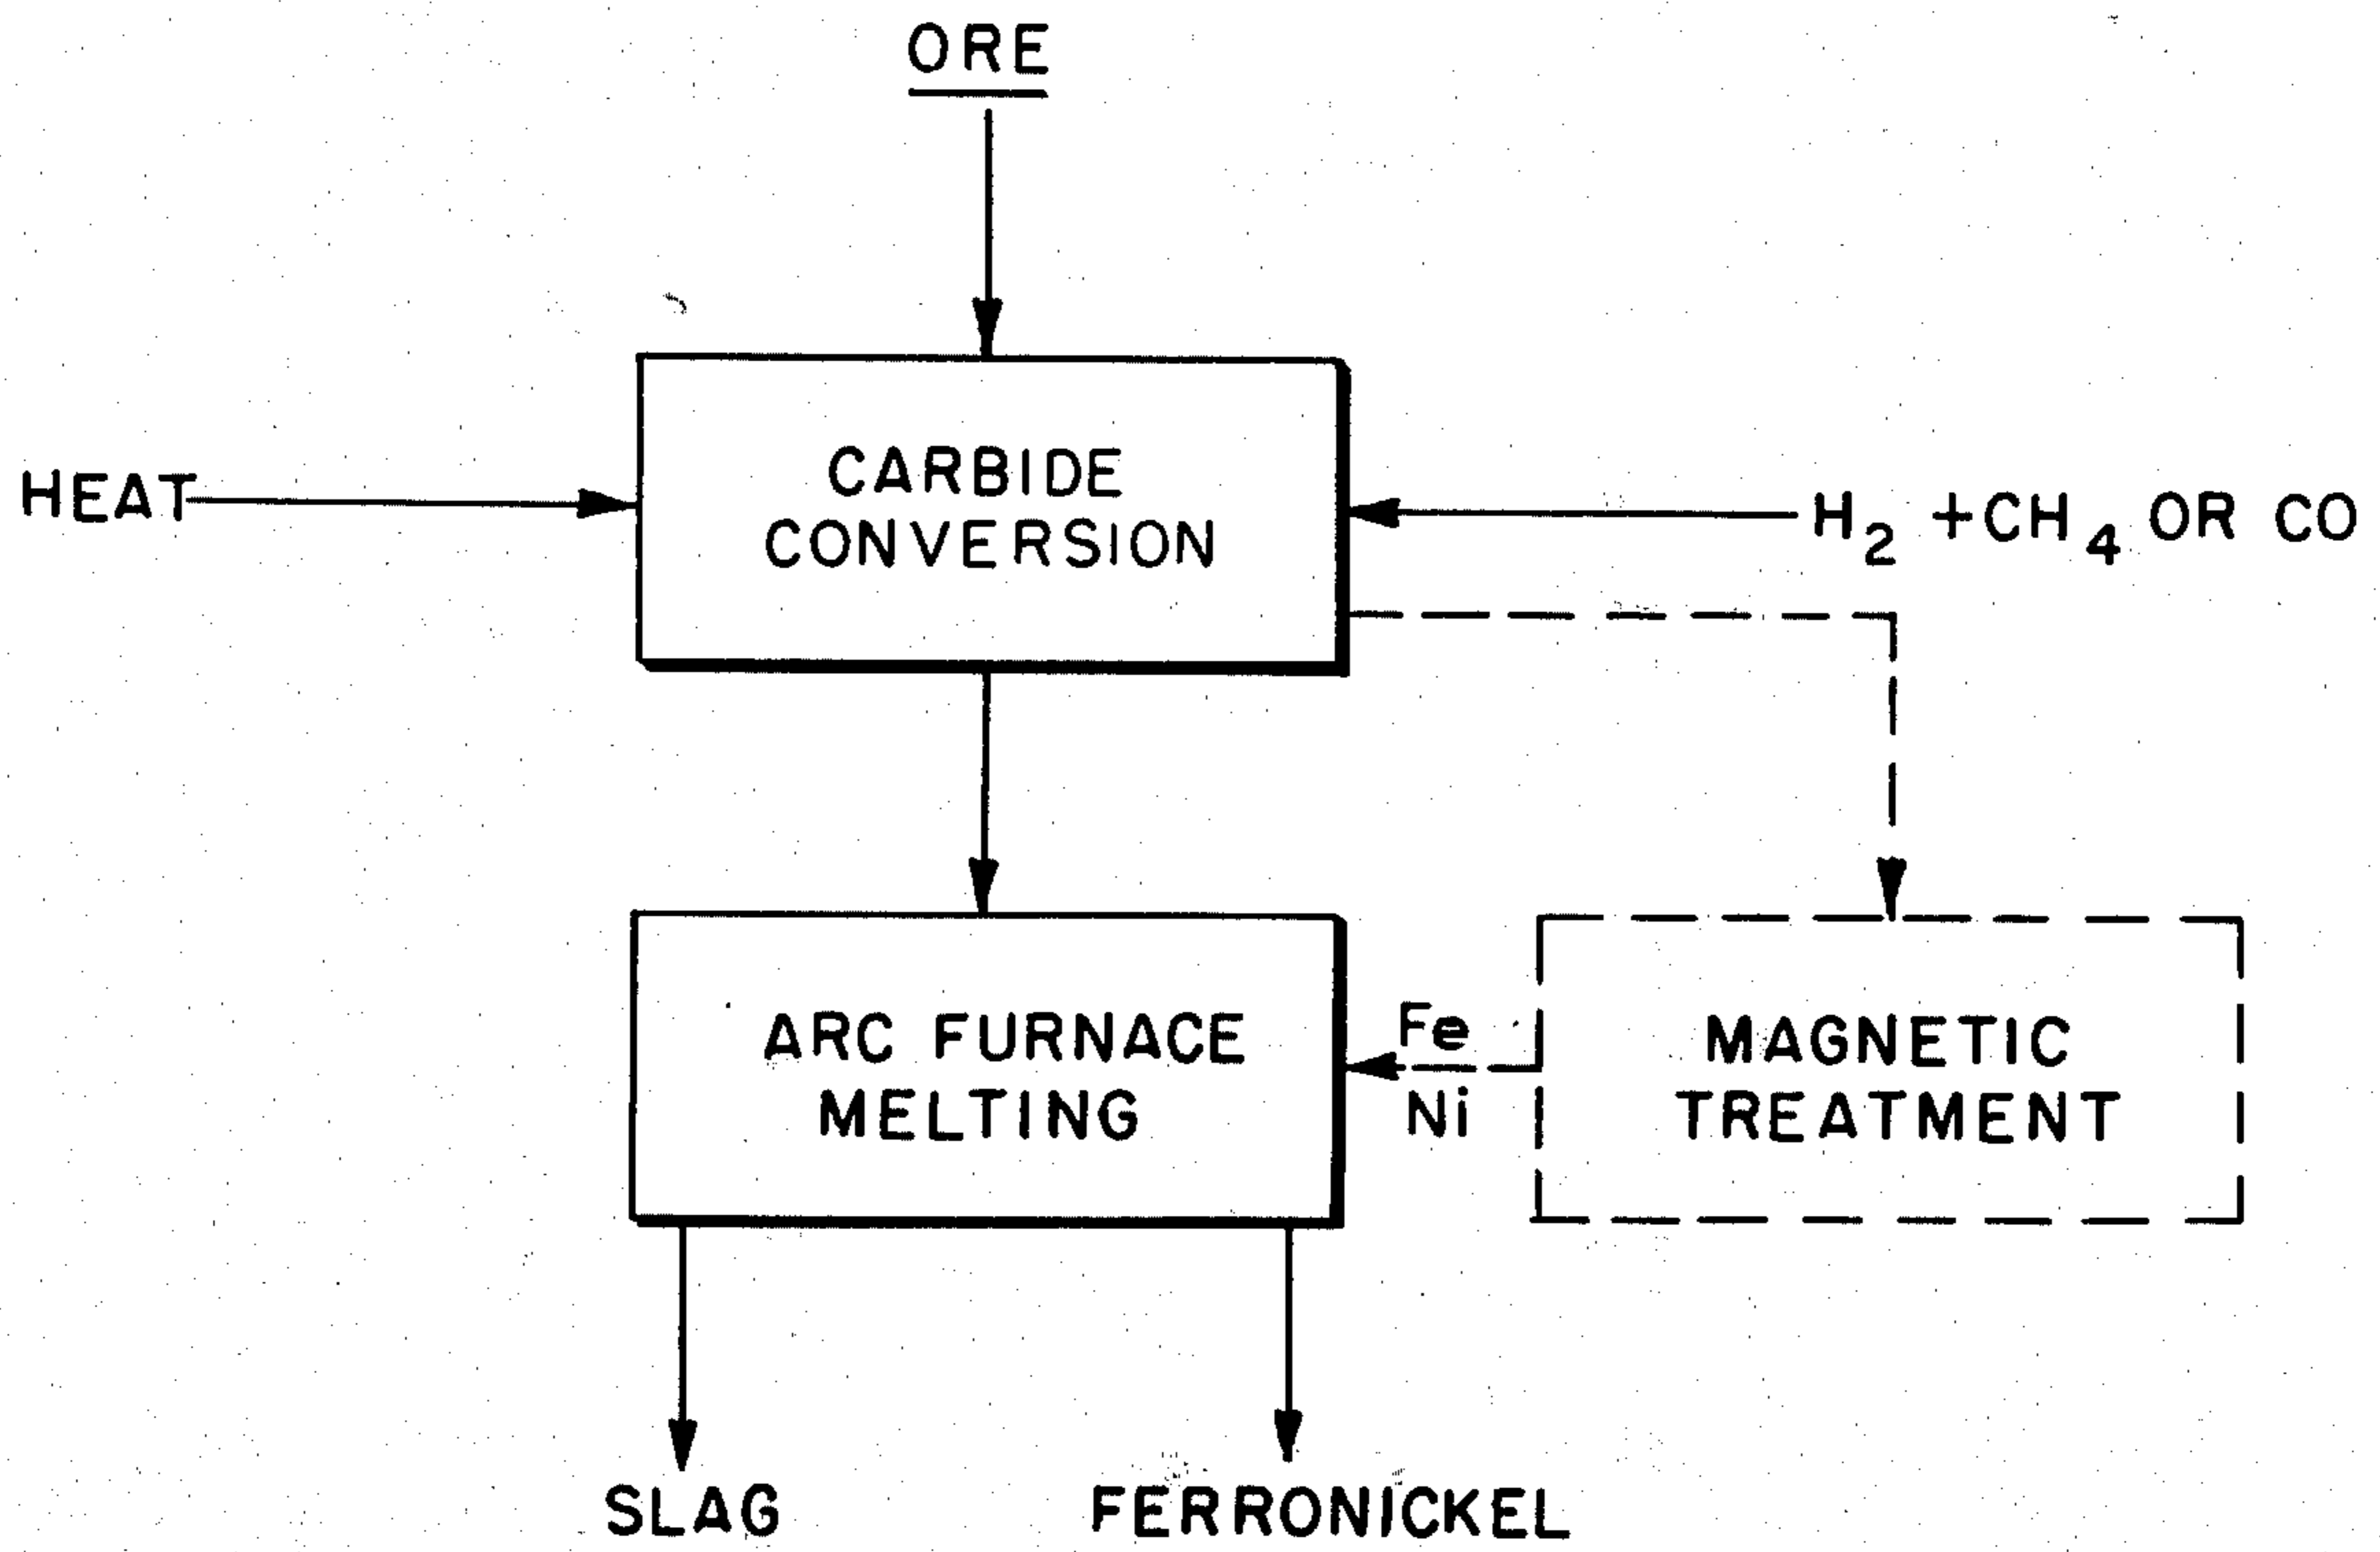 ORE
CARBIDE
CONVERSION
HEAT
H₂ +CH₄ OR CO
ARC FURNACE
MELTING
Fe
Ni
MAGNETIC
TREATMENT
SLAG
FERRONICKEL